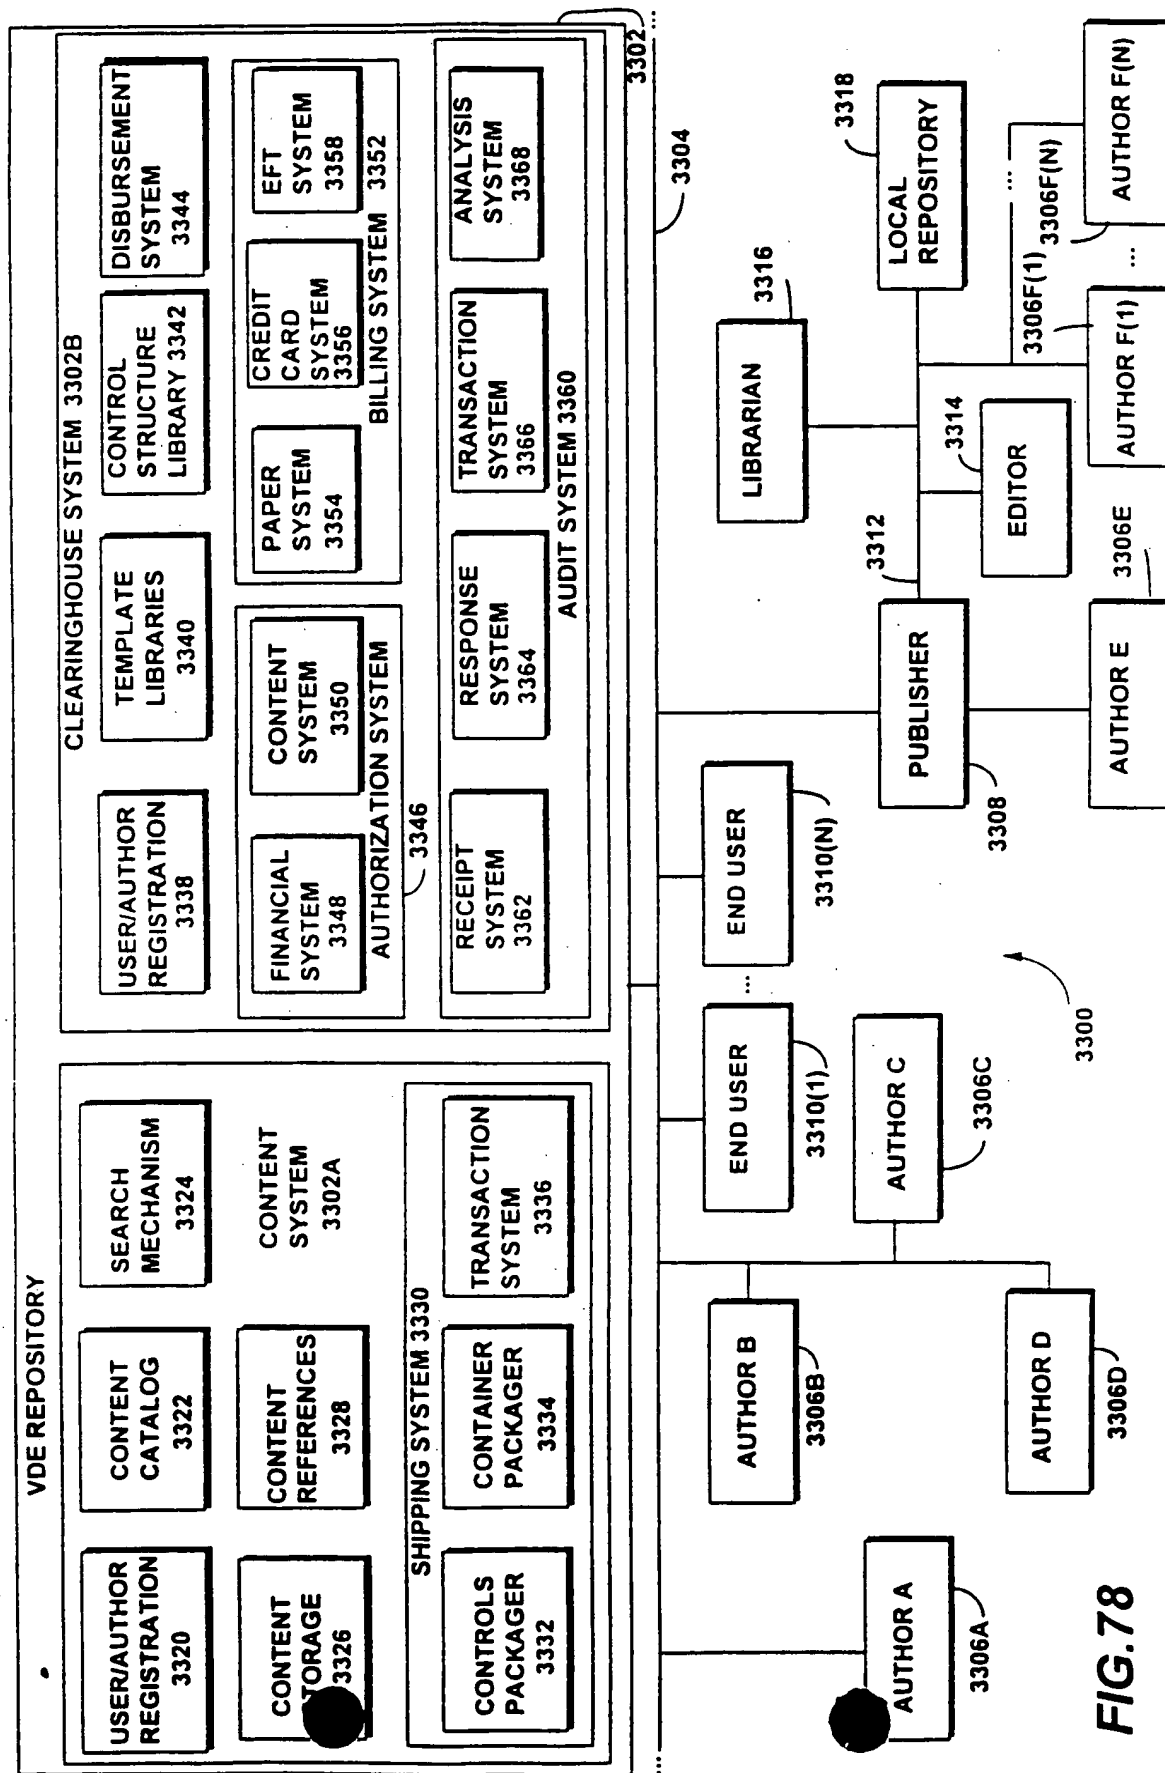 VDE REPOSITORY
USER/AUTHOR
REGISTRATION
3320
CONTENT
CATALOG
3322
SEARCH
MECHANISM
3324
CONTENT
3326
CONTENT
REFERENCES
3328
CONTENT
SYSTEM
3302A
SHIPPING SYSTEM 3330
CONTROLS
PACKAGER
3332
CONTAINER
PACKAGER
3334
TRANSACTION
SYSTEM
3336
CLEARINGHOUSE SYSTEM 3302B
USER/AUTHOR
REGISTRATION
3338
TEMPLATE
LIBRARIES
3340
CONTROL
STRUCTURE
LIBRARY 3342
DISBURSEMENT
SYSTEM
3344
FINANCIAL
SYSTEM
3348
CONTENT
SYSTEM
3350
AUTHORIZATION SYSTEM
3346
PAPER
SYSTEM
3354
CREDIT
CARD
SYSTEM
3356
EFT
SYSTEM
3358
BILLING SYSTEM 3352
RECEIPT
SYSTEM
3362
RESPONSE
SYSTEM
3364
TRANSACTION
SYSTEM
3366
ANALYSIS
SYSTEM
3368
AUDIT SYSTEM 3360
3302
...
...
3304
AUTHOR A
3306A
AUTHOR B
3306B
AUTHOR C
3306C
AUTHOR D
3306D
END USER
3310(1)
...
END USER
3310(N)
3300
PUBLISHER
3308
3312
AUTHOR E
3306E
EDITOR
3314
LIBRARIAN
3316
LOCAL
REPOSITORY
3318
AUTHOR F(1)
3306F(1)
...
...
AUTHOR F(N)
3306F(N)
FIG.78